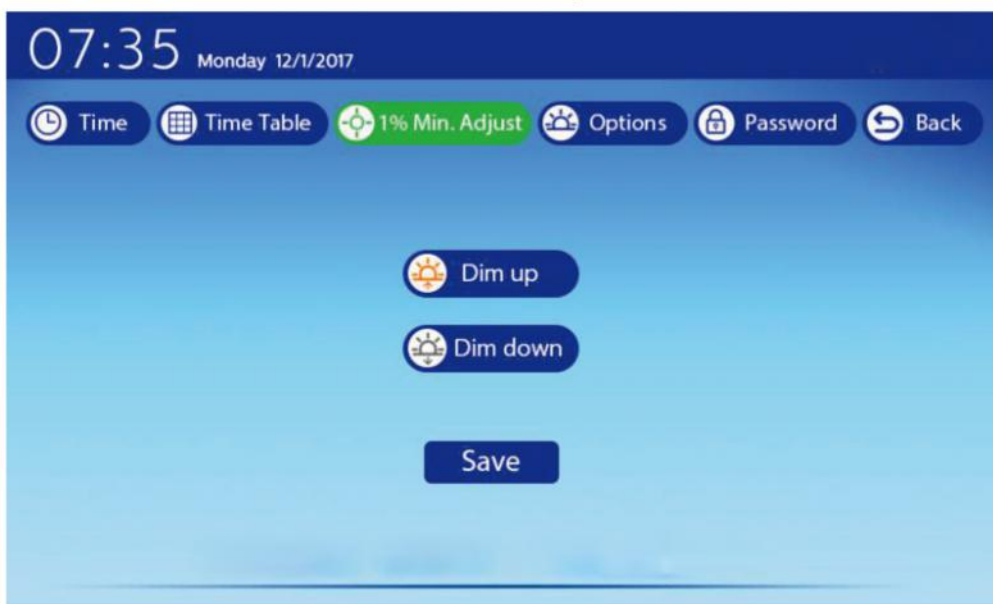 07:35 Monday 12/1/2017
Time Time Table 1% Min. Adjust Options Password Back
Dim up
Dim down
Save